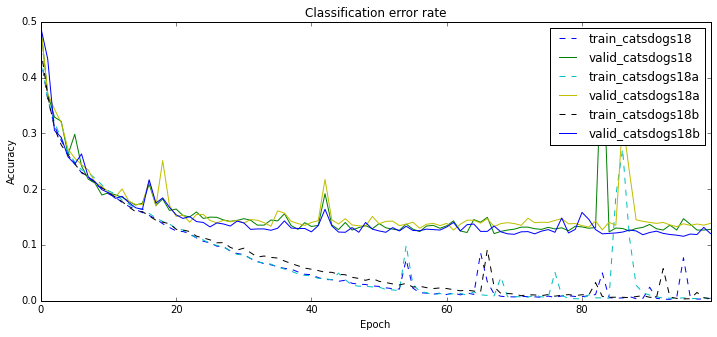 Classification error rate
Accuracy
0.5
0.4
0.3
0.2
0.1
0.0
0
20
40
60
80
Epoch
train_catsdogs18
valid_catsdogs18
train_catsdogs18a
valid_catsdogs18a
train_catsdogs18b
valid_catsdogs18b